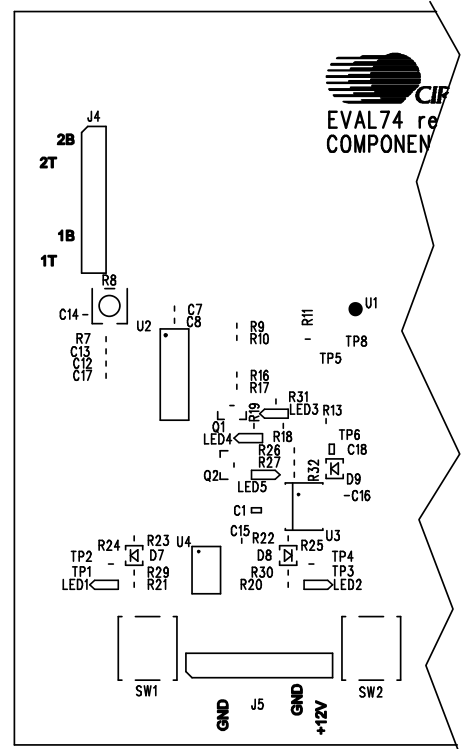 CIR
EVAL74 re
COMPONEN
J4
2B
2T
1B
1T
R8
C14
U2
C7
C8
R11
U1
R7
C13
C12
C17
R9
R10
TP8
TP5
R16
R17
R31
R19
LED3
R13
Q1
LED4
R18
TP6
R26
C18
R27
R32
Q2
LED5
D9
C16
C1
C15
U3
R23
U4
R22
R24
D7
D8
R25
TP2
TP4
TP1
R29
R30
TP3
LED1
R21
R20
LED2
SW1
SW2
J5
GND
GND
+12V